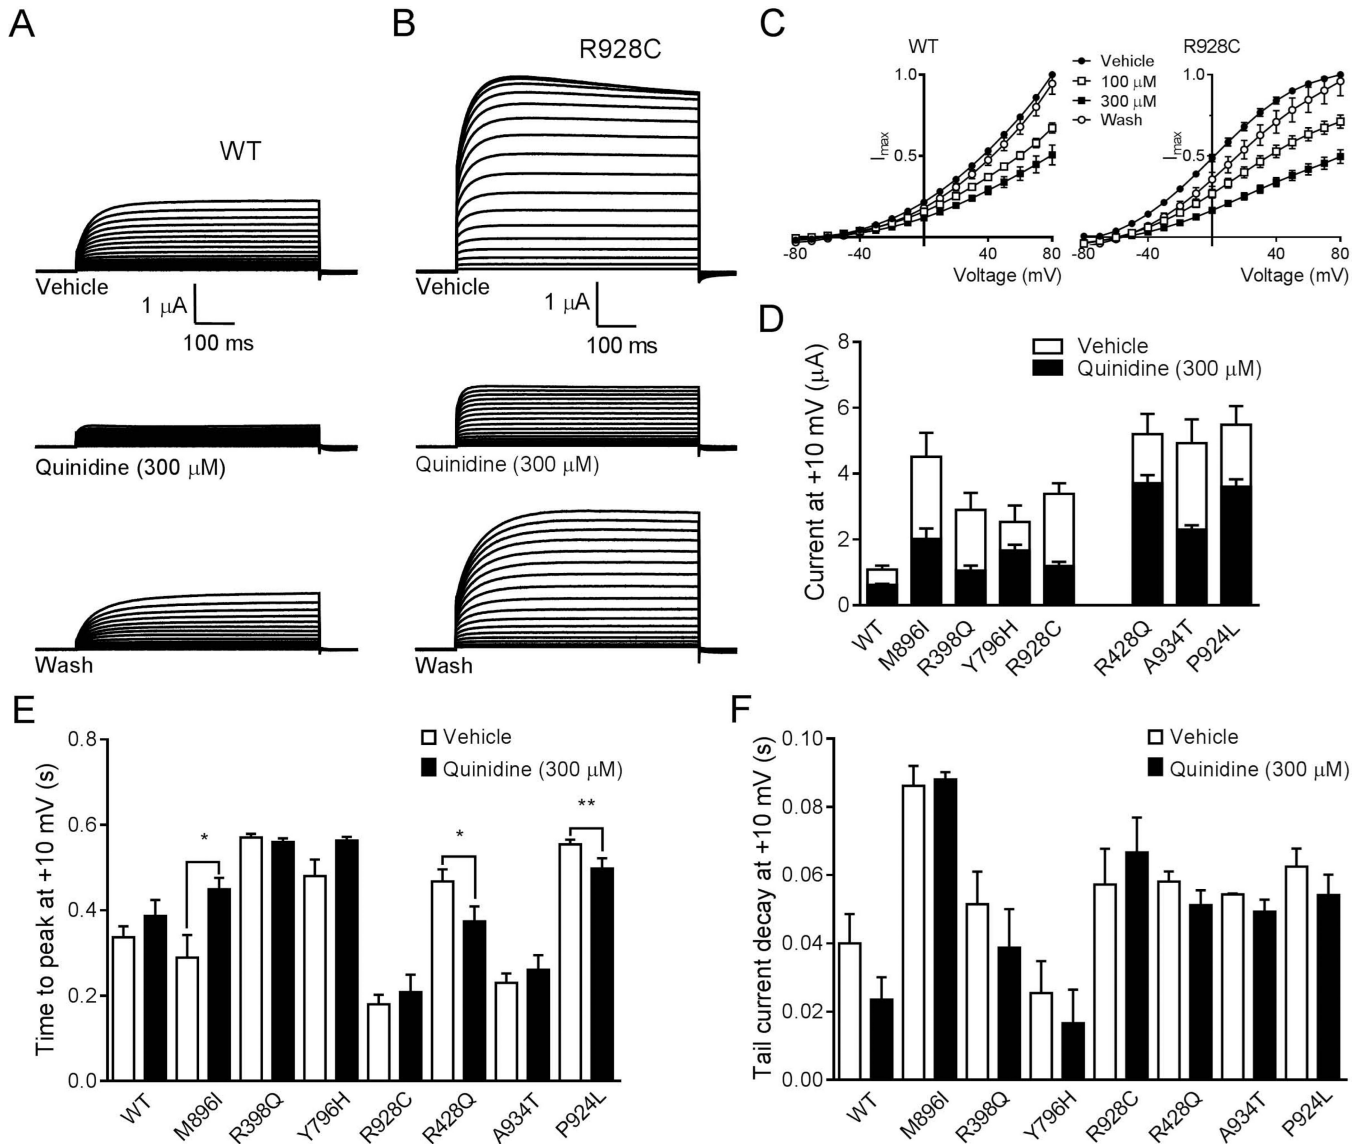 A
WT
Vehicle
1 μA
100 ms
Quinidine (300 μM)
Wash
B
R928C
Vehicle
1 μA
100 ms
Quinidine (300 μM)
Wash
C
WT
1.0
0.5
Imax
-80
-40
40
80
Voltage (mV)
Vehicle
100 μM
300 μM
Wash
R928C
1.0
0.5
Imax
-80
-40
40
80
Voltage (mV)
D
Current at +10 mV (μA)
8
6
4
2
0
Vehicle
Quinidine (300 μM)
WT
M896I
R398Q
Y796H
R928C
R428Q
A934T
P924L
E
Time to peak at +10 mV (s)
0.8
0.6
0.4
0.2
0.0
Vehicle
Quinidine (300 μM)
*
*
**
WT
M896I
R398Q
Y796H
R928C
R428Q
A934T
P924L
F
Tail current decay at +10 mV (s)
0.10
0.08
0.06
0.04
0.02
0.00
Vehicle
Quinidine (300 μM)
WT
M896I
R398Q
Y796H
R928C
R428Q
A934T
P924L